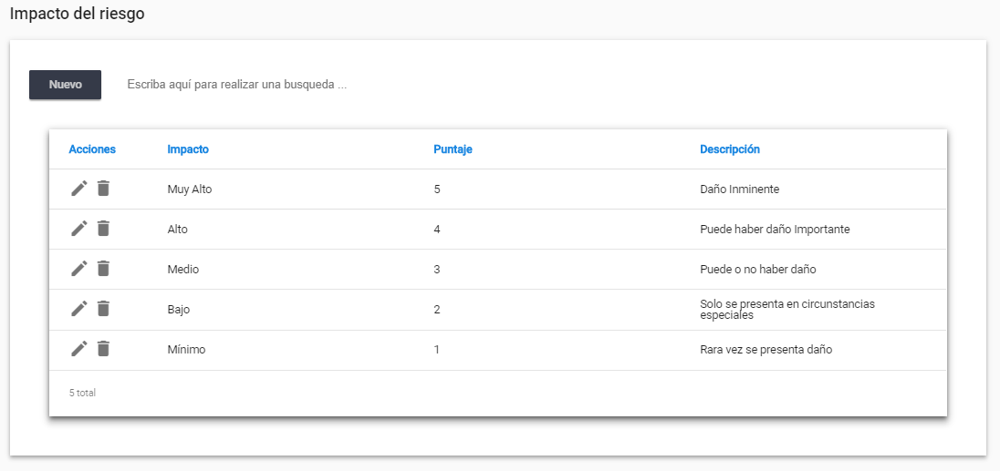 Impacto del riesgo
Nuevo Escriba aquí para realizar una busqueda ...
Acciones Impacto Puntaje Descripción
Muy Alto 5 Daño Inminente
Alto 4 Puede haber daño Importante
Medio 3 Puede o no haber daño
Bajo 2 Solo se presenta en circunstancias
especiales
Mínimo 1 Rara vez se presenta daño
5 total